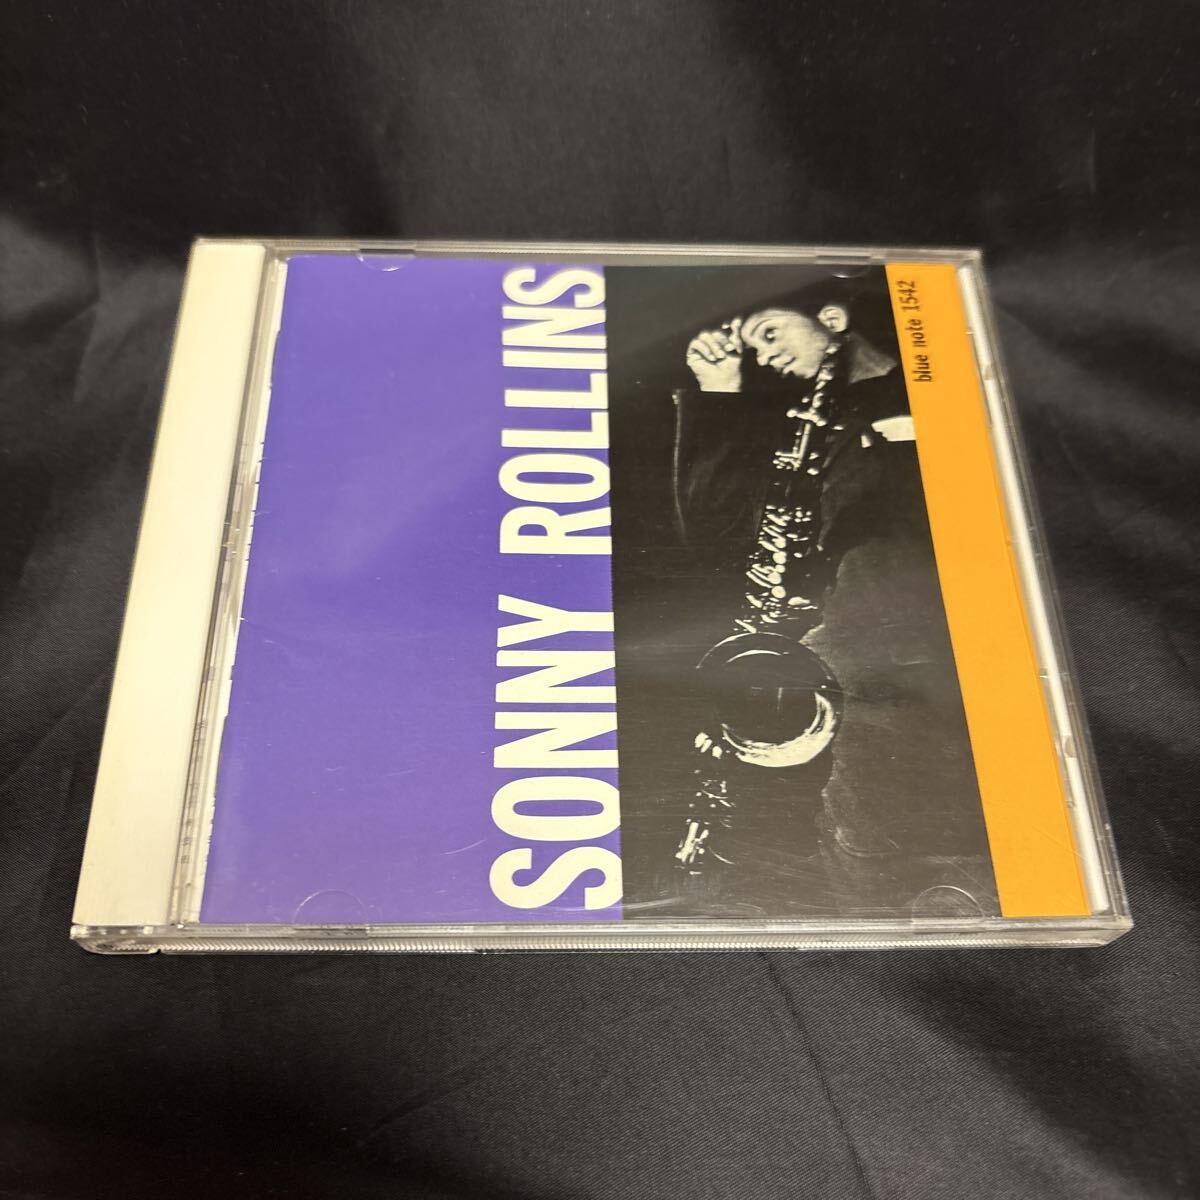 SONNY ROLLINS
blue note 1542